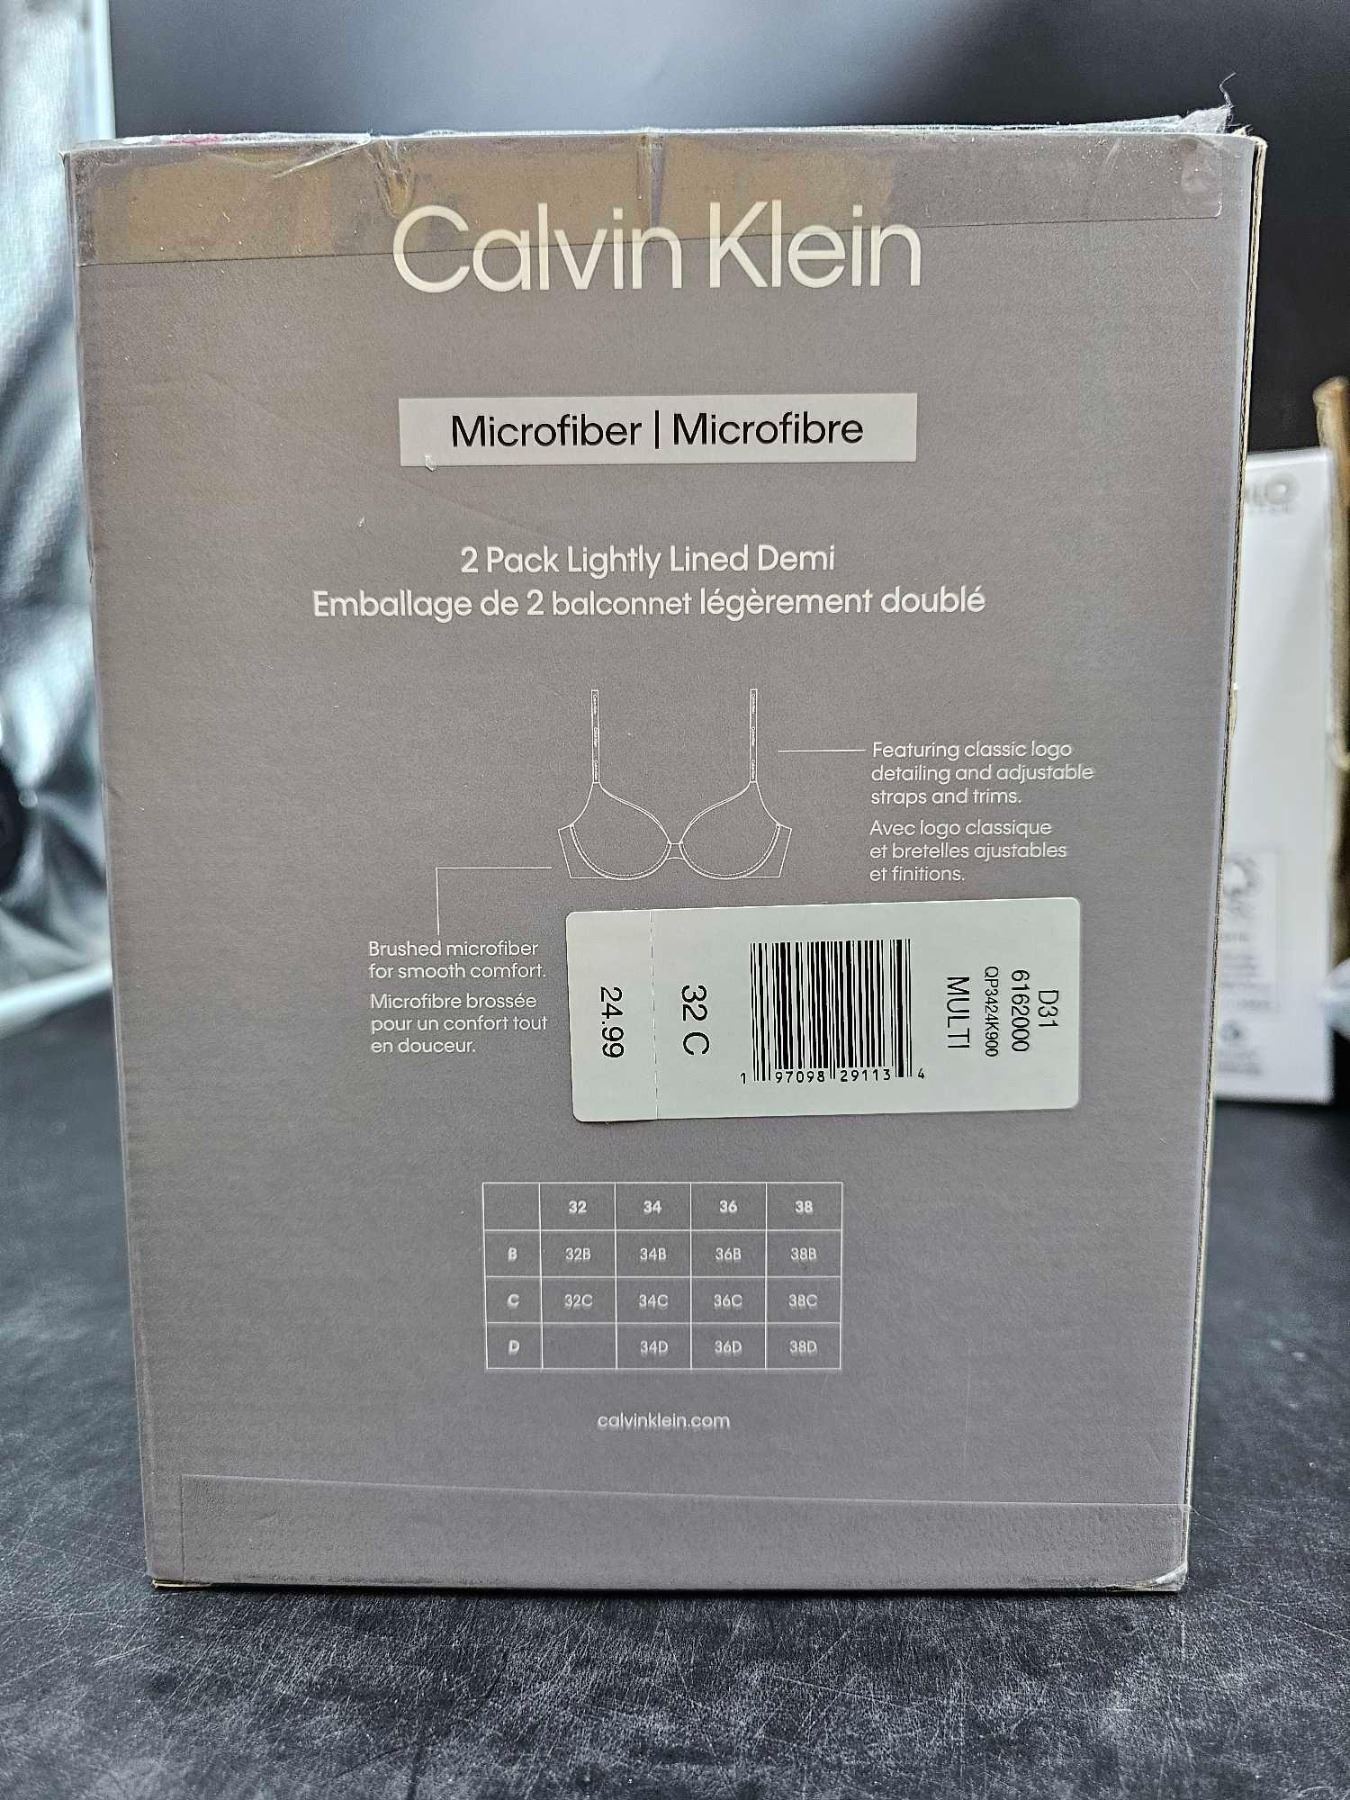 Calvin Klein
Microfiber | Microfibre
2 Pack Lightly Lined Demi
Emballage de 2 balconnet légèrement doublé
Featuring classic logo
detailing and adjustable
straps and trims.
Avec logo classique
et bretelles ajustables
et finitions.
Brushed microfiber
for smooth comfort.
Microfibre brossée
pour un confort tout
en douceur.
D31
6162000
QP3424K900
MULTI
1 97098 29113 4
32 C
24.99
32 34 36 38
B 32B 34B 36B 38B
C 32C 34C 36C 38C
D 34D 36D 38D
calvinklein.com